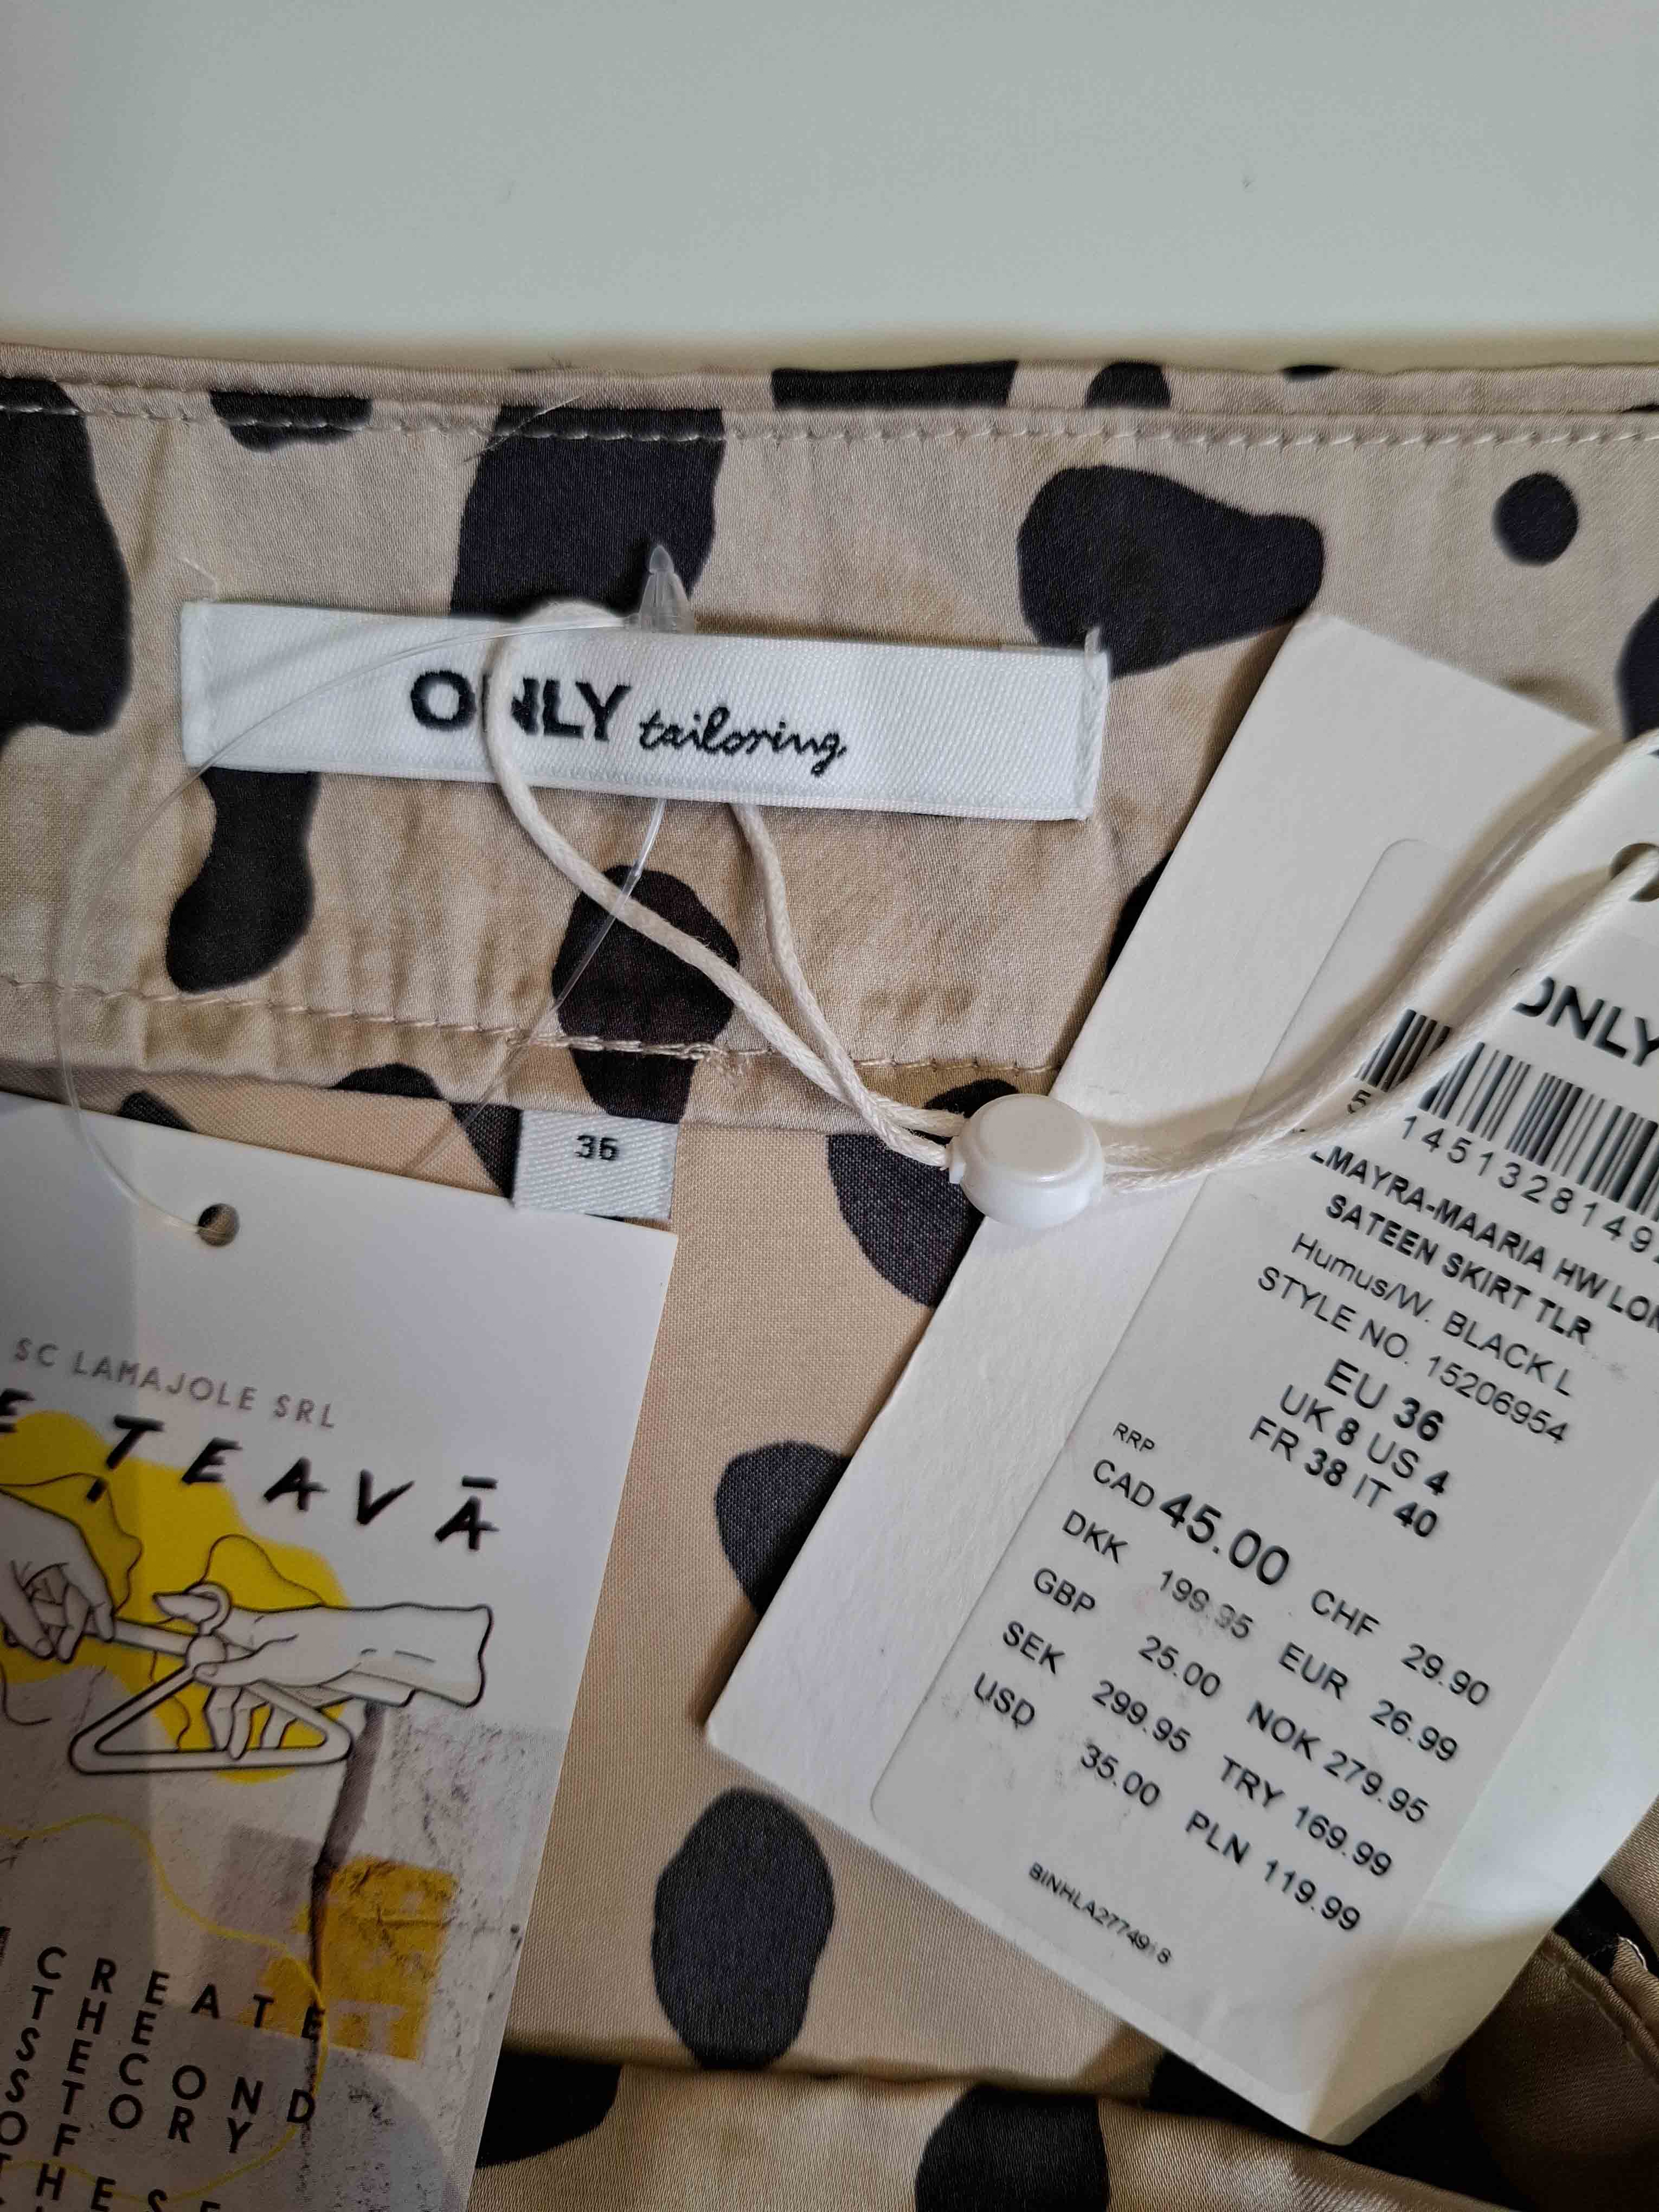 ONLY tailoring
36
SC LAMAJOLE SRL
E TEAVĀ
CREATE
THE
SECOND
STORY
OF
THESE
ONLY
5 1451328149
LMAYRA-MAARIA HW LON
SATEEN SKIRT TLR
Humus/W. BLACK L
STYLE NO. 15206954
EU 36
UK 8 US 4
FR 38 IT 40
RRP
CAD 45.00 CHF 29.90
DKK 199.95 EUR 26.99
GBP 25.00 NOK 279.95
SEK 299.95 TRY 169.99
USD 35.00 PLN 119.99